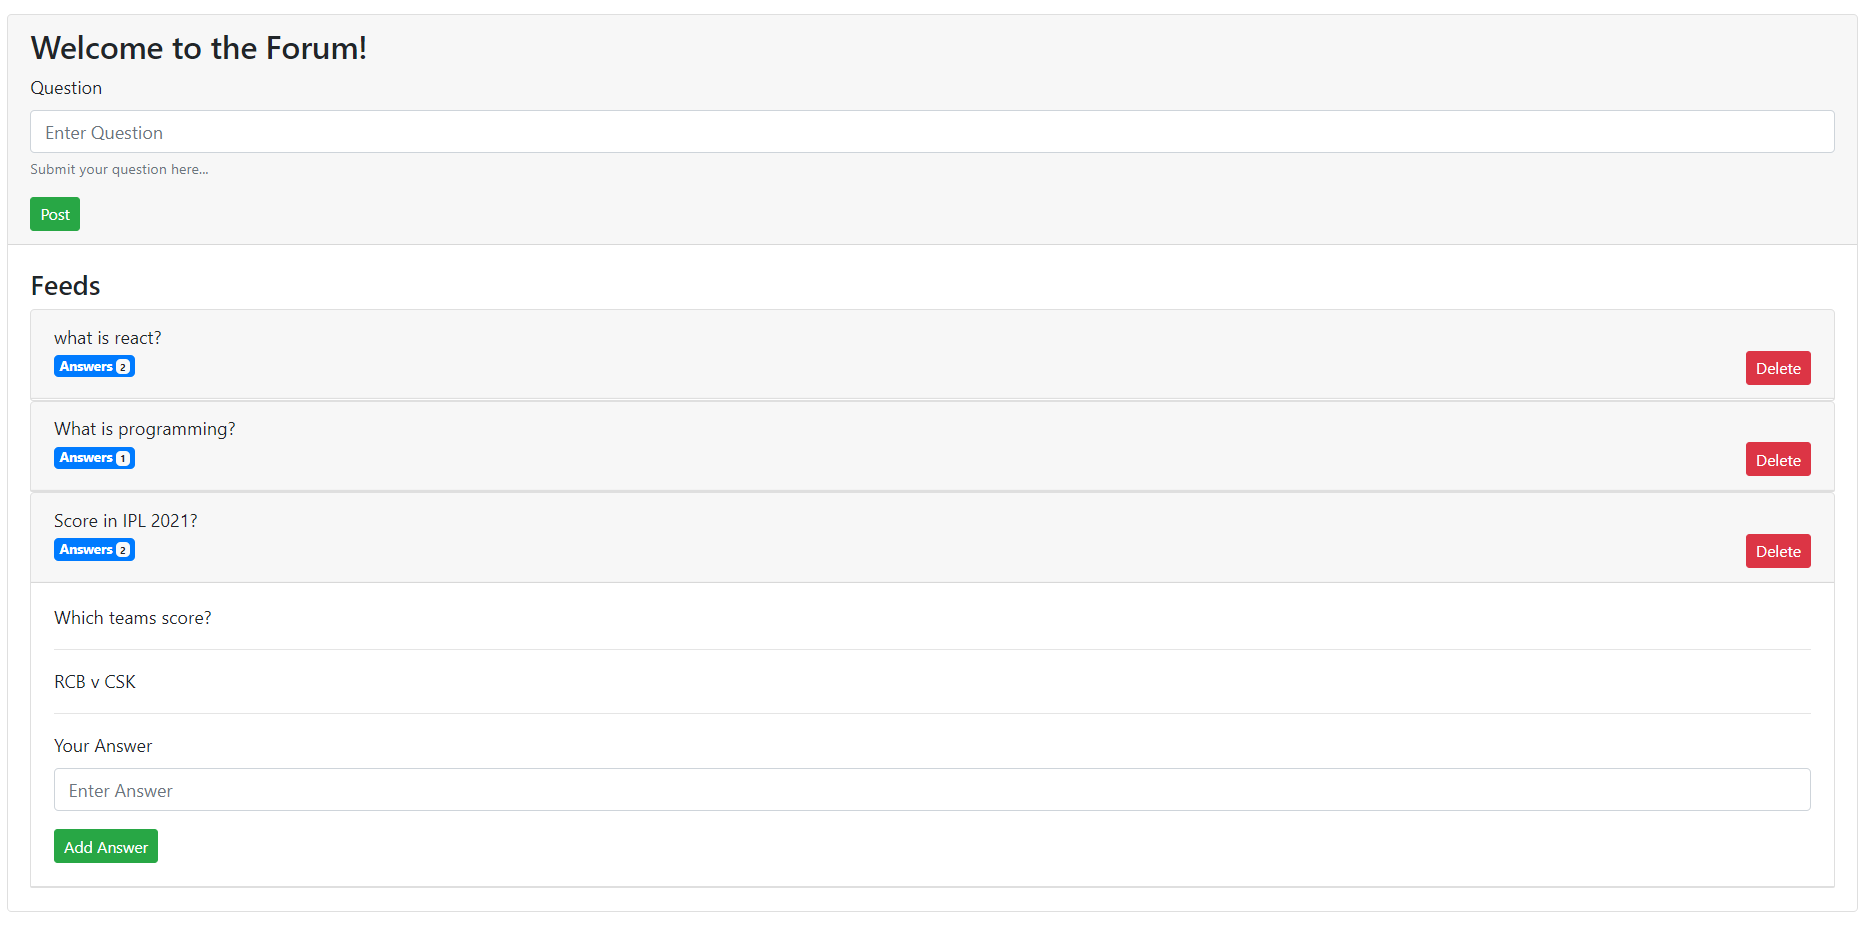 Welcome to the Forum!
Question
Enter Question
Submit your question here...
Post
Feeds
what is react?
Answers 2
Delete
What is programming?
Answers 1
Delete
Score in IPL 2021?
Answers 2
Delete
Which teams score?
RCB v CSK
Your Answer
Enter Answer
Add Answer